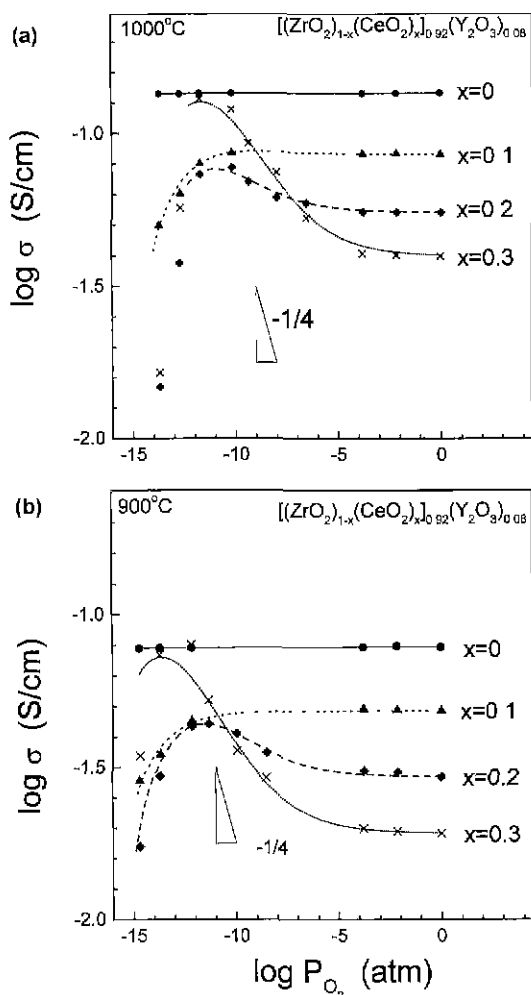 (a)
1000°C [(ZrO₂)₁₋ₓ(CeO₂)ₓ]₀.₉₂(Y₂O₃)₀.₀₈
x=0
-1.0
x=0 1
x=0 2
x=0.3
-1.5
-1/4
-2.0
-15 -10 -5 0
log σ (S/cm)
(b)
900°C [(ZrO₂)₁₋ₓ(CeO₂)ₓ]₀ ₉₂(Y₂O₃)₀ ₀₈
-1.0
x=0
x=0 1
-1.5
x=0.2
x=0.3
-1/4
-2.0
-15 -10 -5 0
log σ (S/cm)
log P_O₂ (atm)